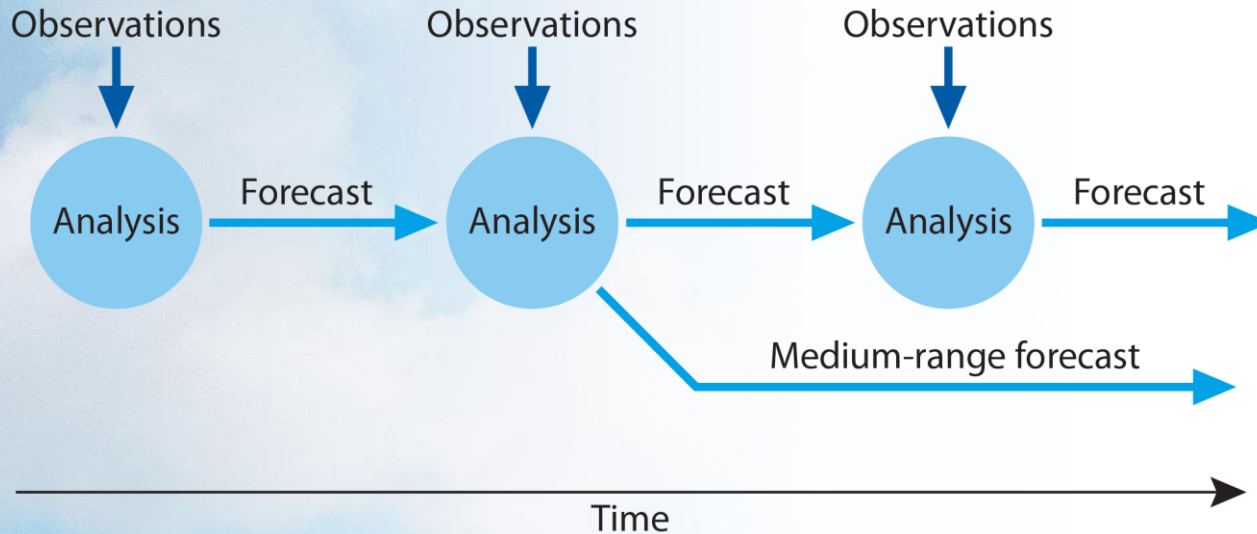 Observations
Observations
Observations
Analysis
Forecast
Analysis
Forecast
Analysis
Forecast
Medium-range forecast
Time